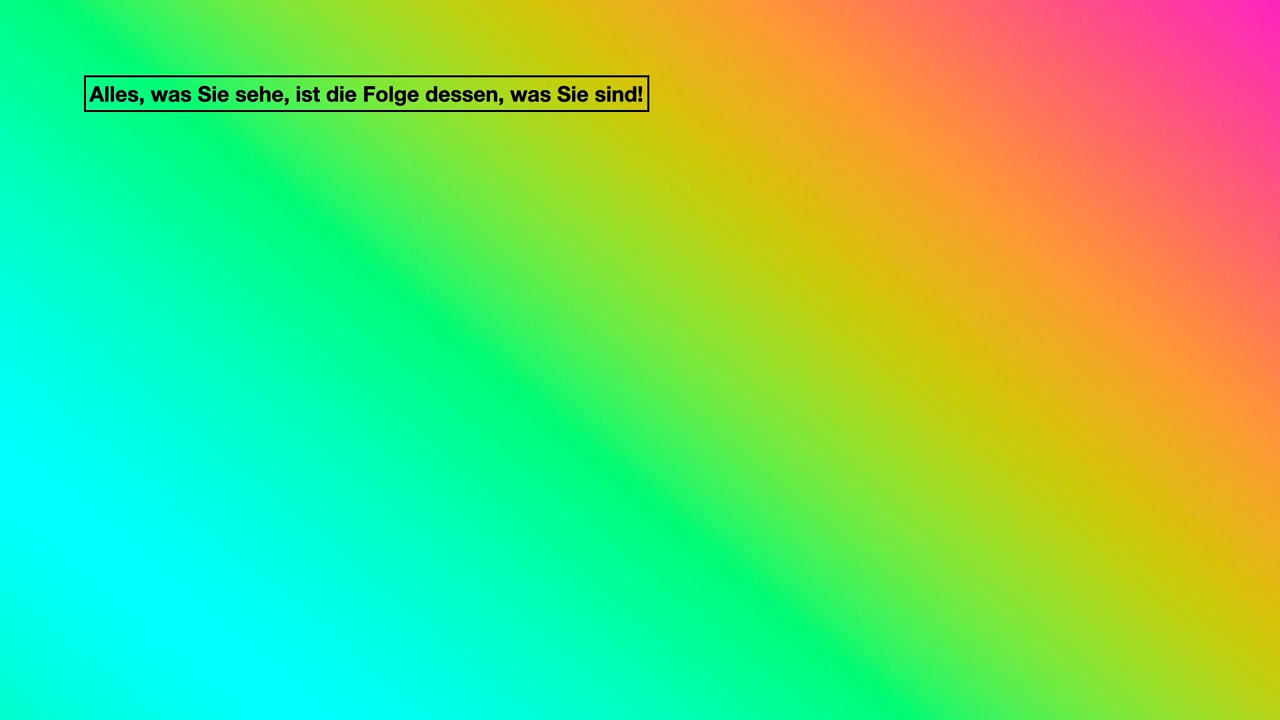 Alles, was Sie sehe, ist die Folge dessen, was Sie sind!